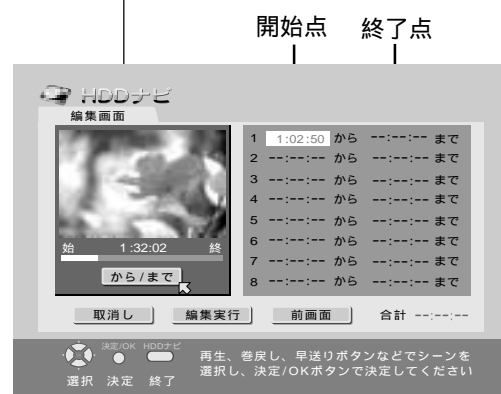 開始点 終了点
HDDナビ
編集画面
始 1:32:02 終
から/まで
1 1:02:50 から --:--:-- まで
2 --:--:-- から --:--:-- まで
3 --:--:-- から --:--:-- まで
4 --:--:-- から --:--:-- まで
5 --:--:-- から --:--:-- まで
6 --:--:-- から --:--:-- まで
7 --:--:-- から --:--:-- まで
8 --:--:-- から --:--:-- まで
取消し 編集実行 前画面 合計 --:--:--
決定/OK HDDナビ
選択 決定 終了
再生、巻戻し、早送りボタンなどでシーンを
選択し、決定/OKボタンで決定してください